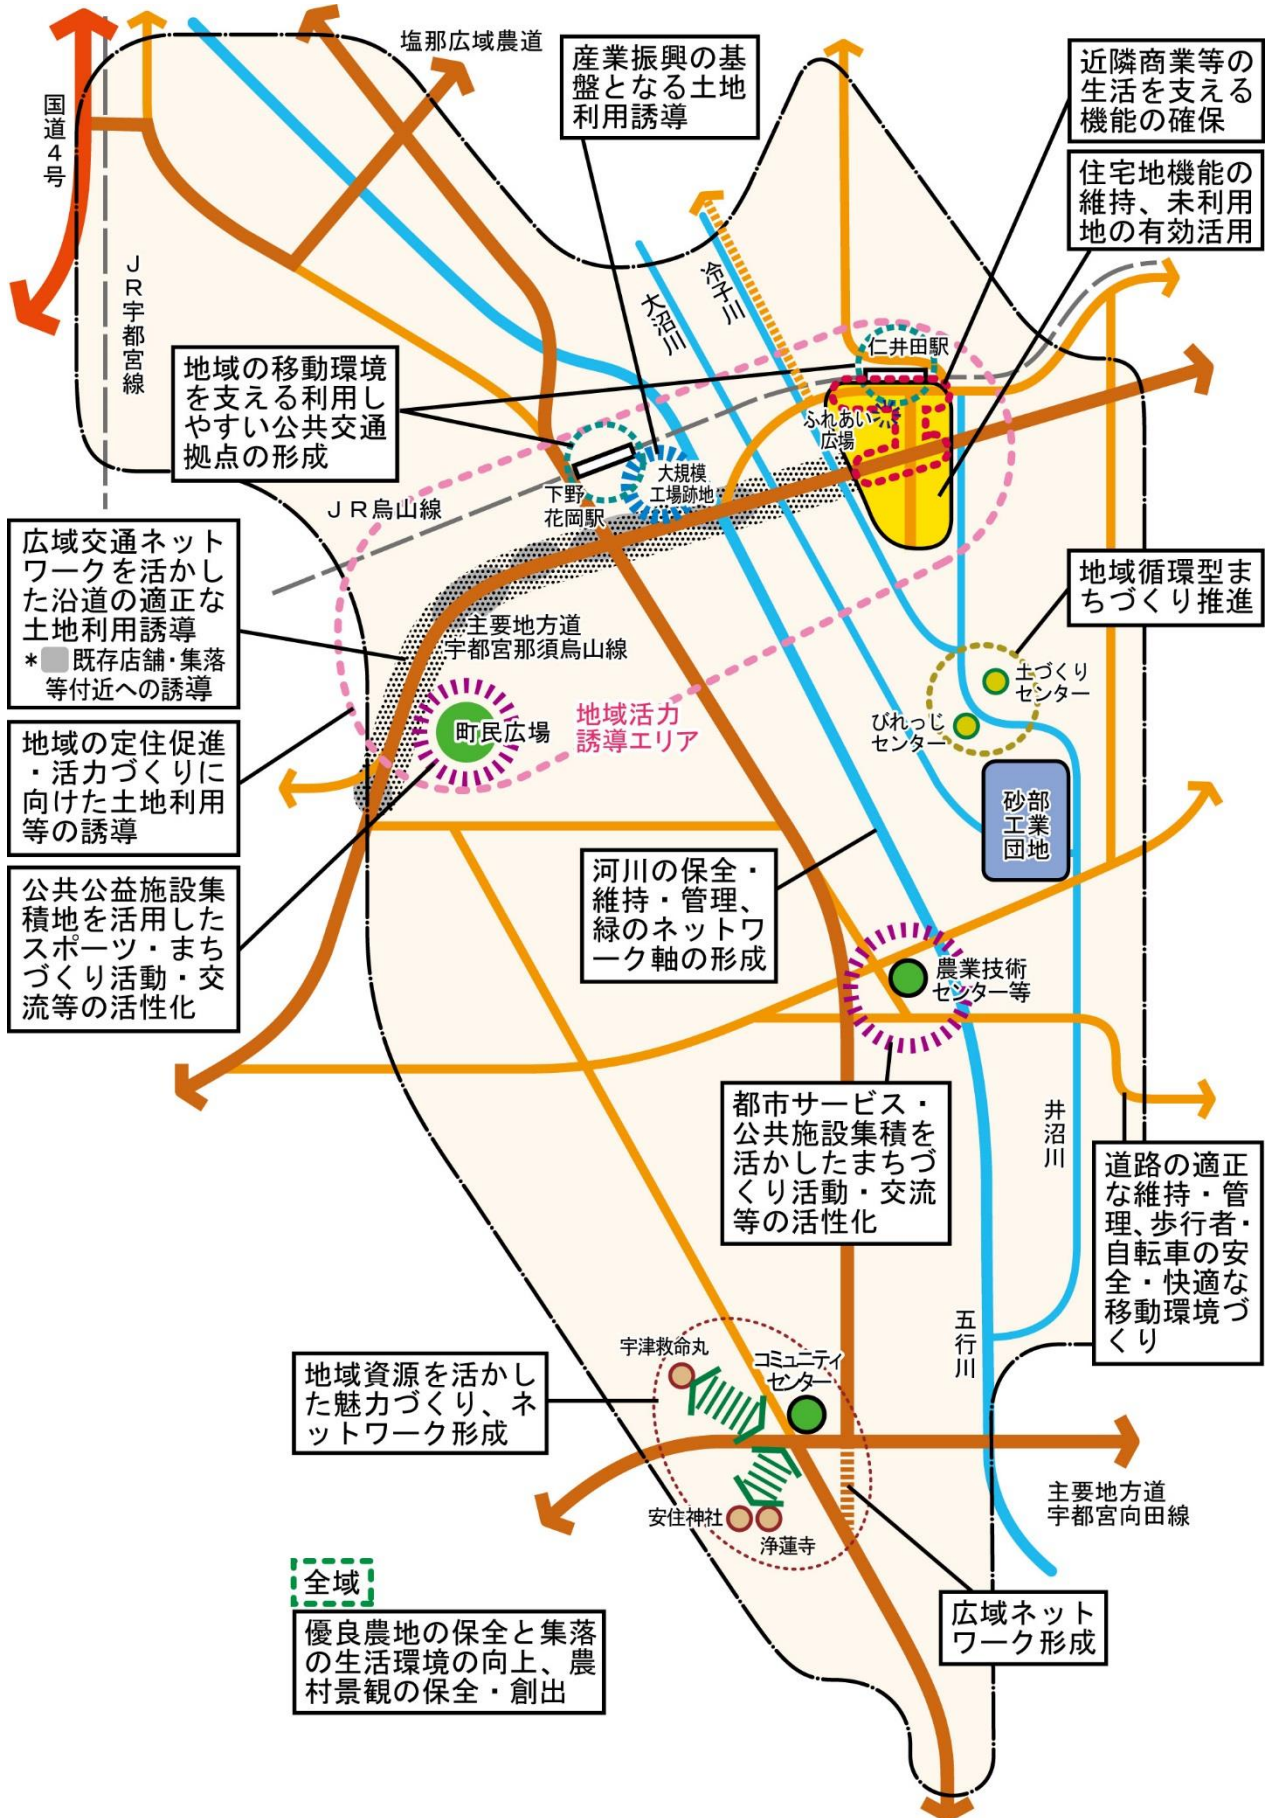 塩那広域農道
国道4号
JR宇都宮線
産業振興の基
盤となる土地
利用誘導
近隣商業等の
生活を支える
機能の確保
住宅地機能の
維持、未利用
地の有効活用
大沼川
冷子川
仁井田駅
ふれあい
広場
地域の移動環境
を支える利用し
やすい公共交通
拠点の形成
大規模
工場跡地
下野
花岡駅
JR烏山線
広域交通ネット
ワークを活かし
た沿道の適正な
土地利用誘導
*既存店舗・集落
等付近への誘導
主要地方道
宇都宮那須烏山線
地域循環型ま
ちづくり推進
土づくり
センター
びれっじ
センター
町民広場
地域活力
誘導エリア
地域の定住促進
・活力づくりに
向けた土地利用
等の誘導
砂部
工業
団地
公共公益施設集
積地を活用した
スポーツ・まち
づくり活動・交
流等の活性化
河川の保全・
維持・管理、
緑のネットワ
ーク軸の形成
農業技術
センター等
都市サービス・
公共施設集積を
活かしたまちづ
くり活動・交流
等の活性化
井沼川
道路の適正
な維持・管
理、歩行者・
自転車の安
全・快適な
移動環境づ
くり
五行川
宇津救命丸
コミュニティ
センター
地域資源を活かし
た魅力づくり、ネ
ットワーク形成
主要地方道
宇都宮向田線
安住神社
浄蓮寺
全域
優良農地の保全と集落
の生活環境の向上、農
村景観の保全・創出
広域ネット
ワーク形成